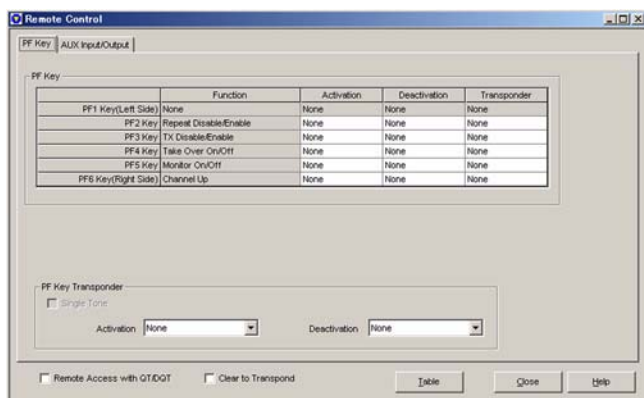 Remote Control
PF Key AUX Input/Output
PF Key
Function Activation Deactivation Transponder
PF1 Key(Left Side) None None None None
PF2 Key Repeat Disable/Enable None None None
PF3 Key TX Disable/Enable None None None
PF4 Key Take Over On/Off None None None
PF5 Key Monitor On/Off None None None
PF6 Key(Right Side) Channel Up None None None
PF Key Transponder
Single Tone
Activation None Deactivation None
Remote Access with QT/DQT Clear to Transpond Table Close Help